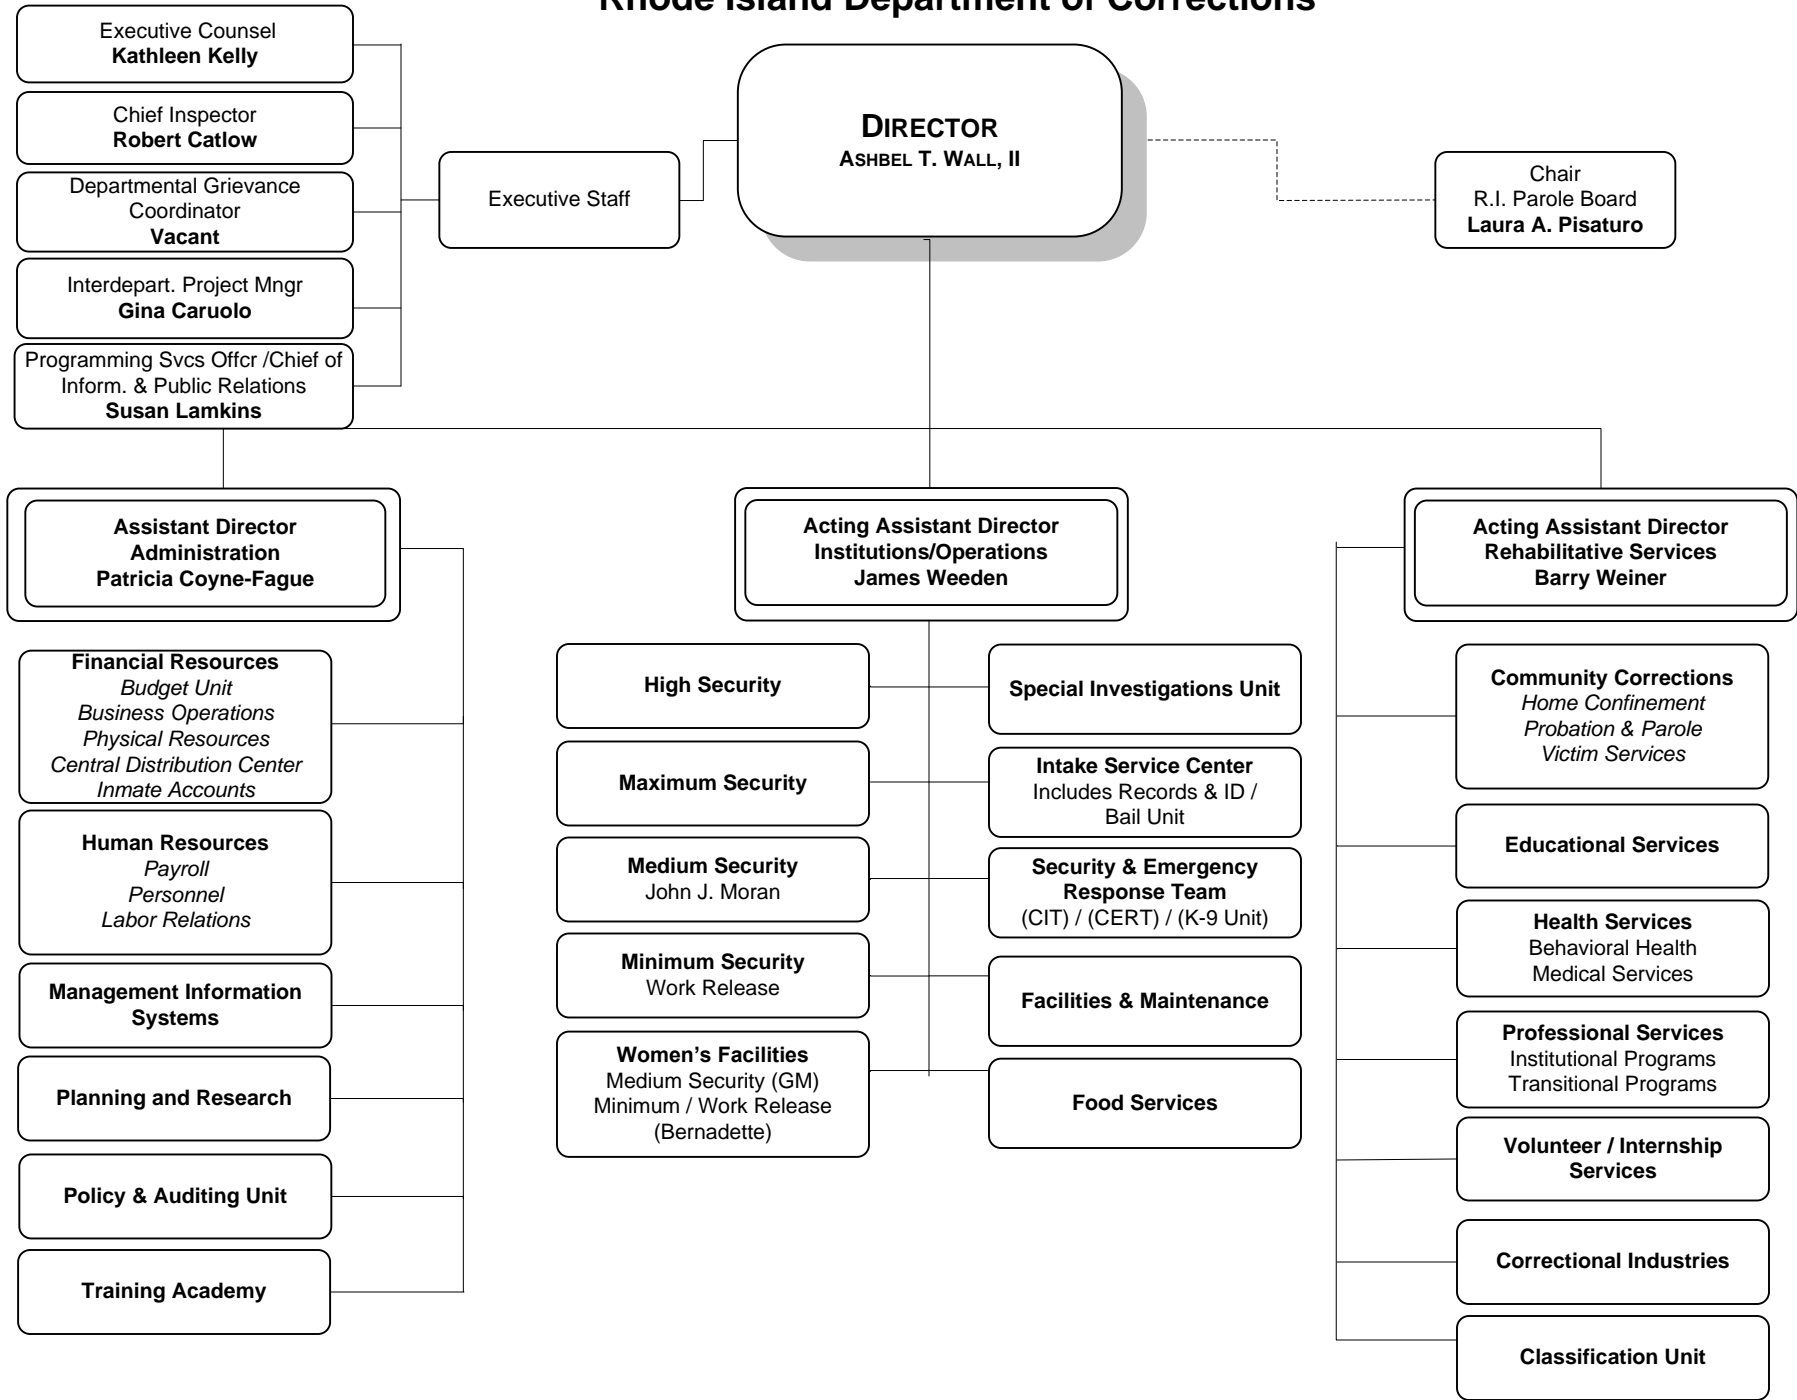 Rhode Island Department of Corrections
Executive Counsel
Kathleen Kelly
Chief Inspector
Robert Catlow
Departmental Grievance
Coordinator
Vacant
Interdepart. Project Mngr
Gina Caruolo
Programming Svcs Offcr /Chief of
Inform. & Public Relations
Susan Lamkins
Executive Staff
DIRECTOR
ASHBEL T. WALL, II
Chair
R.I. Parole Board
Laura A. Pisaturo
Assistant Director
Administration
Patricia Coyne-Fague
Financial Resources
Budget Unit
Business Operations
Physical Resources
Central Distribution Center
Inmate Accounts
Human Resources
Payroll
Personnel
Labor Relations
Management Information
Systems
Planning and Research
Policy & Auditing Unit
Training Academy
Acting Assistant Director
Institutions/Operations
James Weeden
High Security
Maximum Security
Medium Security
John J. Moran
Minimum Security
Work Release
Women’s Facilities
Medium Security (GM)
Minimum / Work Release
(Bernadette)
Special Investigations Unit
Intake Service Center
Includes Records & ID /
Bail Unit
Security & Emergency
Response Team
(CIT) / (CERT) / (K-9 Unit)
Facilities & Maintenance
Food Services
Acting Assistant Director
Rehabilitative Services
Barry Weiner
Community Corrections
Home Confinement
Probation & Parole
Victim Services
Educational Services
Health Services
Behavioral Health
Medical Services
Professional Services
Institutional Programs
Transitional Programs
Volunteer / Internship
Services
Correctional Industries
Classification Unit